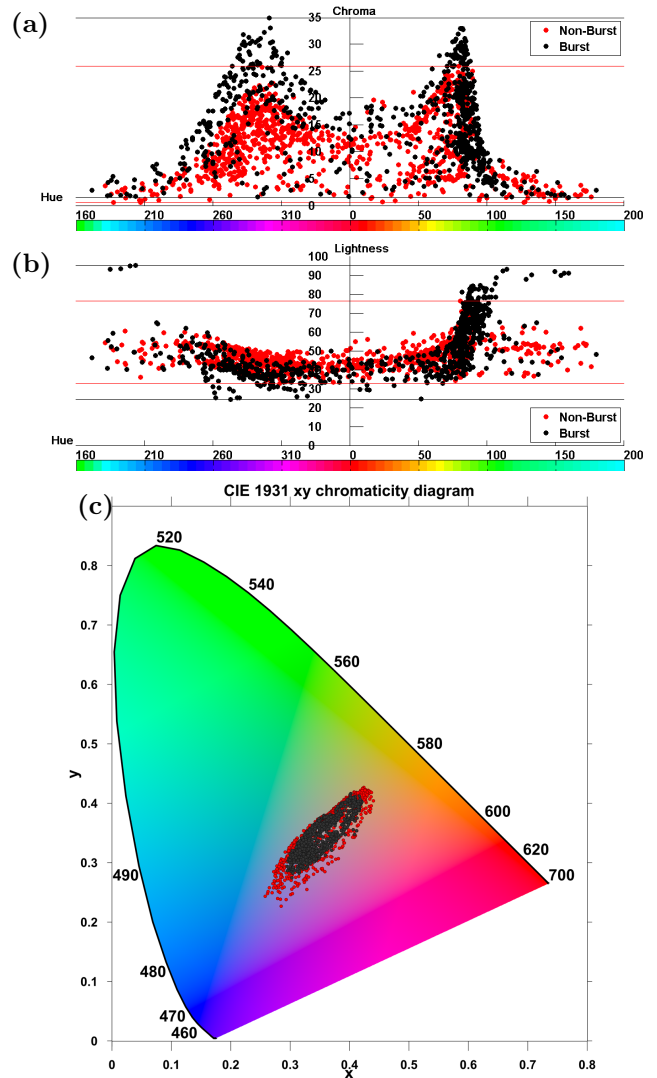 (a)
Chroma
35
30
25
20
15
10
5
0
Non-Burst
Burst
Hue
160 210 260 310 0 50 100 150 200
(b)
Lightness
100
90
80
70
60
50
40
30
20
10
0
Non-Burst
Burst
Hue
160 210 260 310 0 50 100 150 200
(c)
CIE 1931 xy chromaticity diagram
520
540
560
580
600
620
700
490
480
470
460
y
0.8
0.7
0.6
0.5
0.4
0.3
0.2
0.1
0
0 0.1 0.2 0.3 0.4 0.5 0.6 0.7 0.8
x